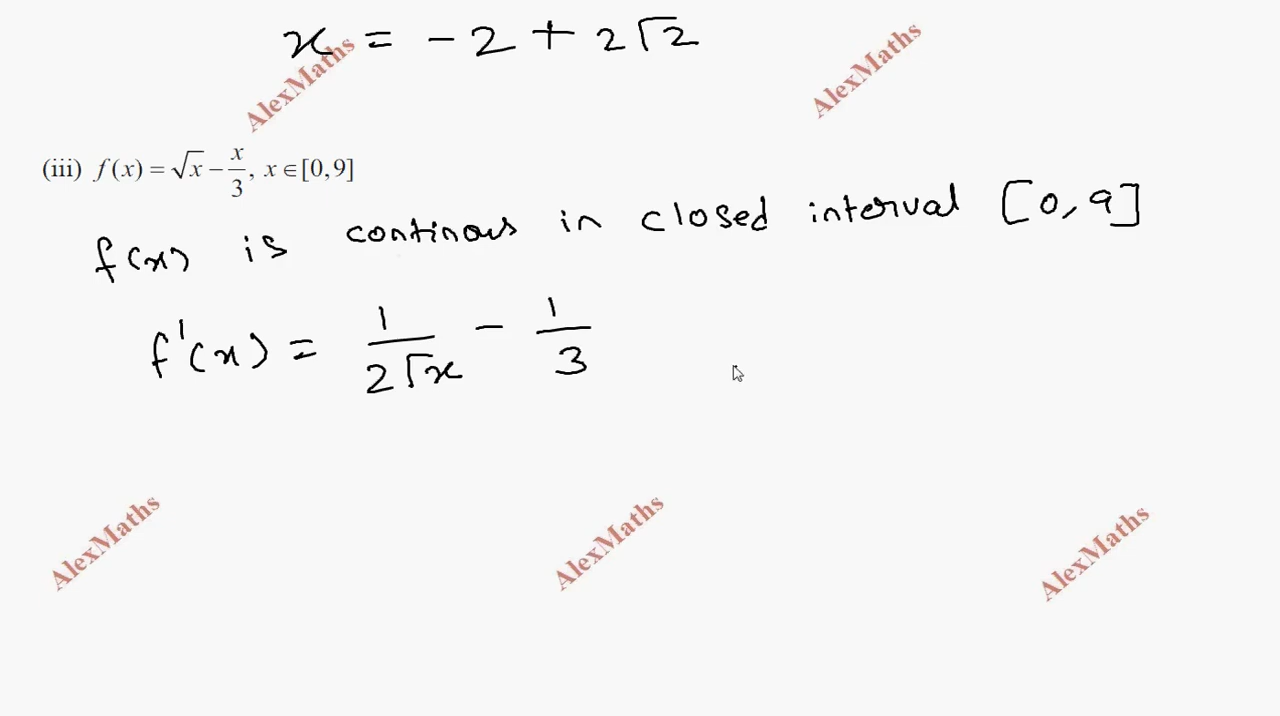 x = -2 + 2√2
AlexMaths
AlexMaths
(iii) f(x) = √x − x/3, x ∈ [0, 9]
f(x) is continous in closed interval [0, 9]
f'(x) = 1/2√x − 1/3
AlexMaths
AlexMaths
AlexMaths